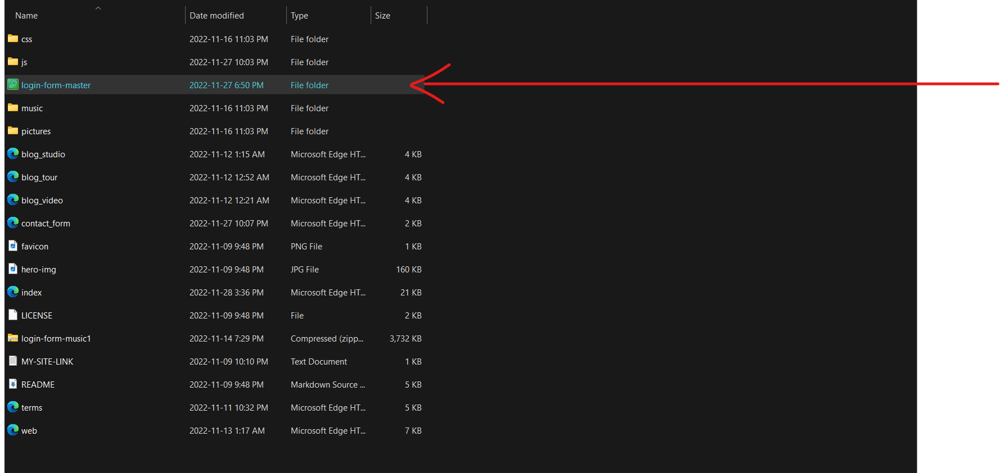 Name Date modified Type Size
css 2022-11-16 11:03 PM File folder
js 2022-11-27 10:03 PM File folder
login-form-master 2022-11-27 6:50 PM File folder
music 2022-11-16 11:03 PM File folder
pictures 2022-11-16 11:03 PM File folder
blog_studio 2022-11-12 1:15 AM Microsoft Edge HT... 4 KB
blog_tour 2022-11-12 12:52 AM Microsoft Edge HT... 4 KB
blog_video 2022-11-12 12:21 AM Microsoft Edge HT... 4 KB
contact_form 2022-11-27 10:07 PM Microsoft Edge HT... 2 KB
favicon 2022-11-09 9:48 PM PNG File 1 KB
hero-img 2022-11-09 9:48 PM JPG File 160 KB
index 2022-11-28 3:36 PM Microsoft Edge HT... 21 KB
LICENSE 2022-11-09 9:48 PM File 2 KB
login-form-music1 2022-11-14 7:29 PM Compressed (zipp... 3,732 KB
MY-SITE-LINK 2022-11-09 10:10 PM Text Document 1 KB
README 2022-11-09 9:48 PM Markdown Source ... 5 KB
terms 2022-11-11 10:32 PM Microsoft Edge HT... 5 KB
web 2022-11-13 1:17 AM Microsoft Edge HT... 7 KB